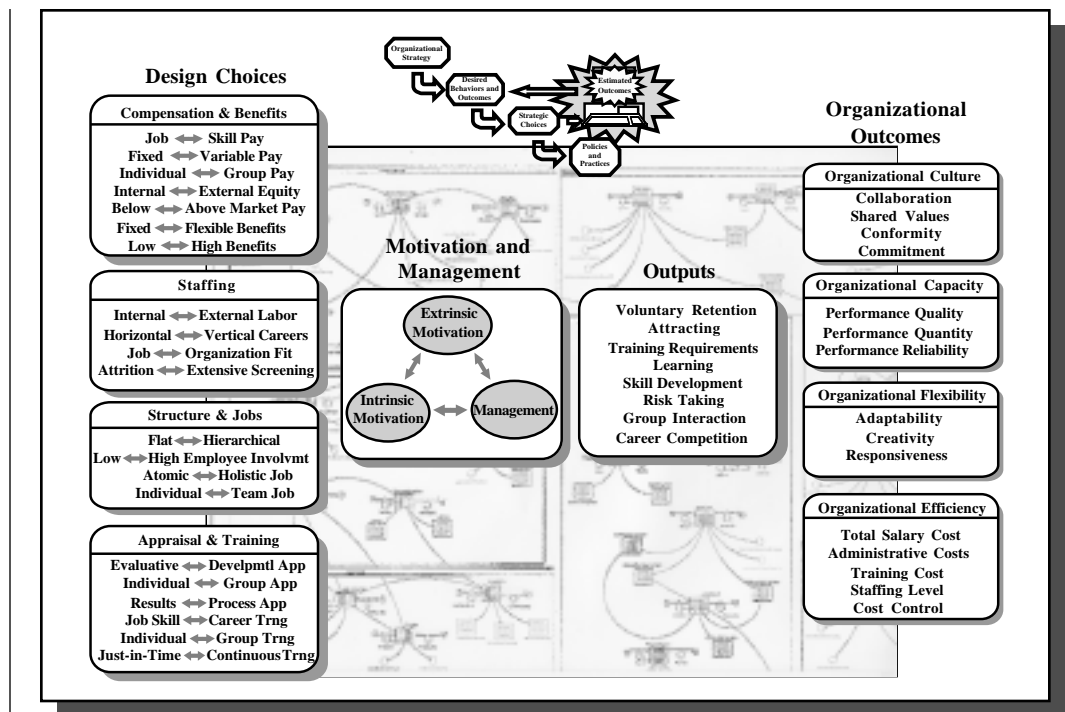 Organizational
Strategy
Desired
Behaviors and
Outcomes
Strategic
Choices
Estimated
Outcomes
Policies
and
Practices
Design Choices
Compensation & Benefits
Job Skill Pay
Fixed Variable Pay
Individual Group Pay
Internal External Equity
Below Above Market Pay
Fixed Flexible Benefits
Low High Benefits
Staffing
Internal External Labor
Horizontal Vertical Careers
Job Organization Fit
Attrition Extensive Screening
Structure & Jobs
Flat Hierarchical
Low High Employee Involvmt
Atomic Holistic Job
Individual Team Job
Appraisal & Training
Evaluative Develpmtl App
Individual Group App
Results Process App
Job Skill Career Trng
Individual Group Trng
Just-in-Time Continuous Trng
Motivation and
Management
Extrinsic
Motivation
Intrinsic
Motivation
Management
Outputs
Voluntary Retention
Attracting
Training Requirements
Learning
Skill Development
Risk Taking
Group Interaction
Career Competition
Organizational
Outcomes
Organizational Culture
Collaboration
Shared Values
Conformity
Commitment
Organizational Capacity
Performance Quality
Performance Quantity
Performance Reliability
Organizational Flexibility
Adaptability
Creativity
Responsiveness
Organizational Efficiency
Total Salary Cost
Administrative Costs
Training Cost
Staffing Level
Cost Control